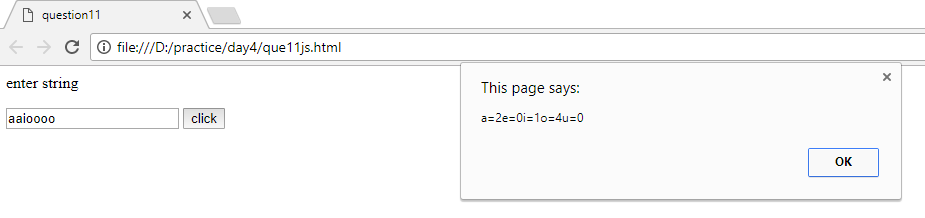 question11
file:///D:/practice/day4/que11js.html
enter string
aaioooo click
This page says:
a=2e=0i=1o=4u=0
OK